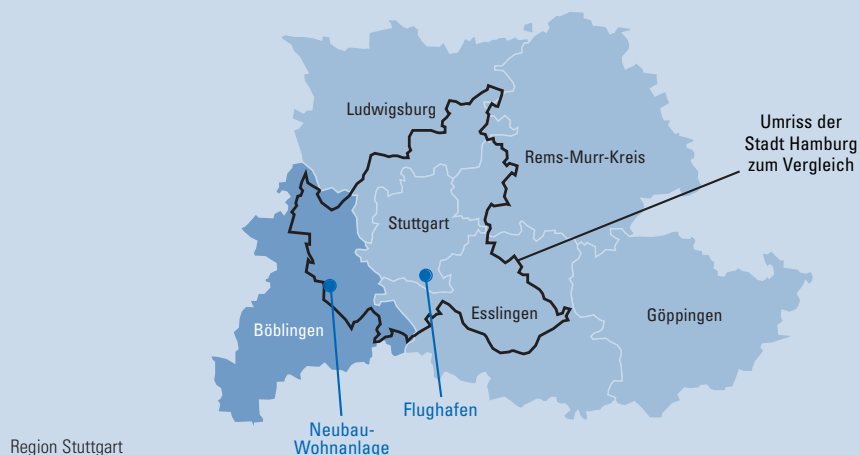 Ludwigsburg
Umriss der
Stadt Hamburg
zum Vergleich
Rems-Murr-Kreis
Stuttgart
Esslingen
Göppingen
Böblingen
Flughafen
Neubau-
Wohnanlage
Region Stuttgart